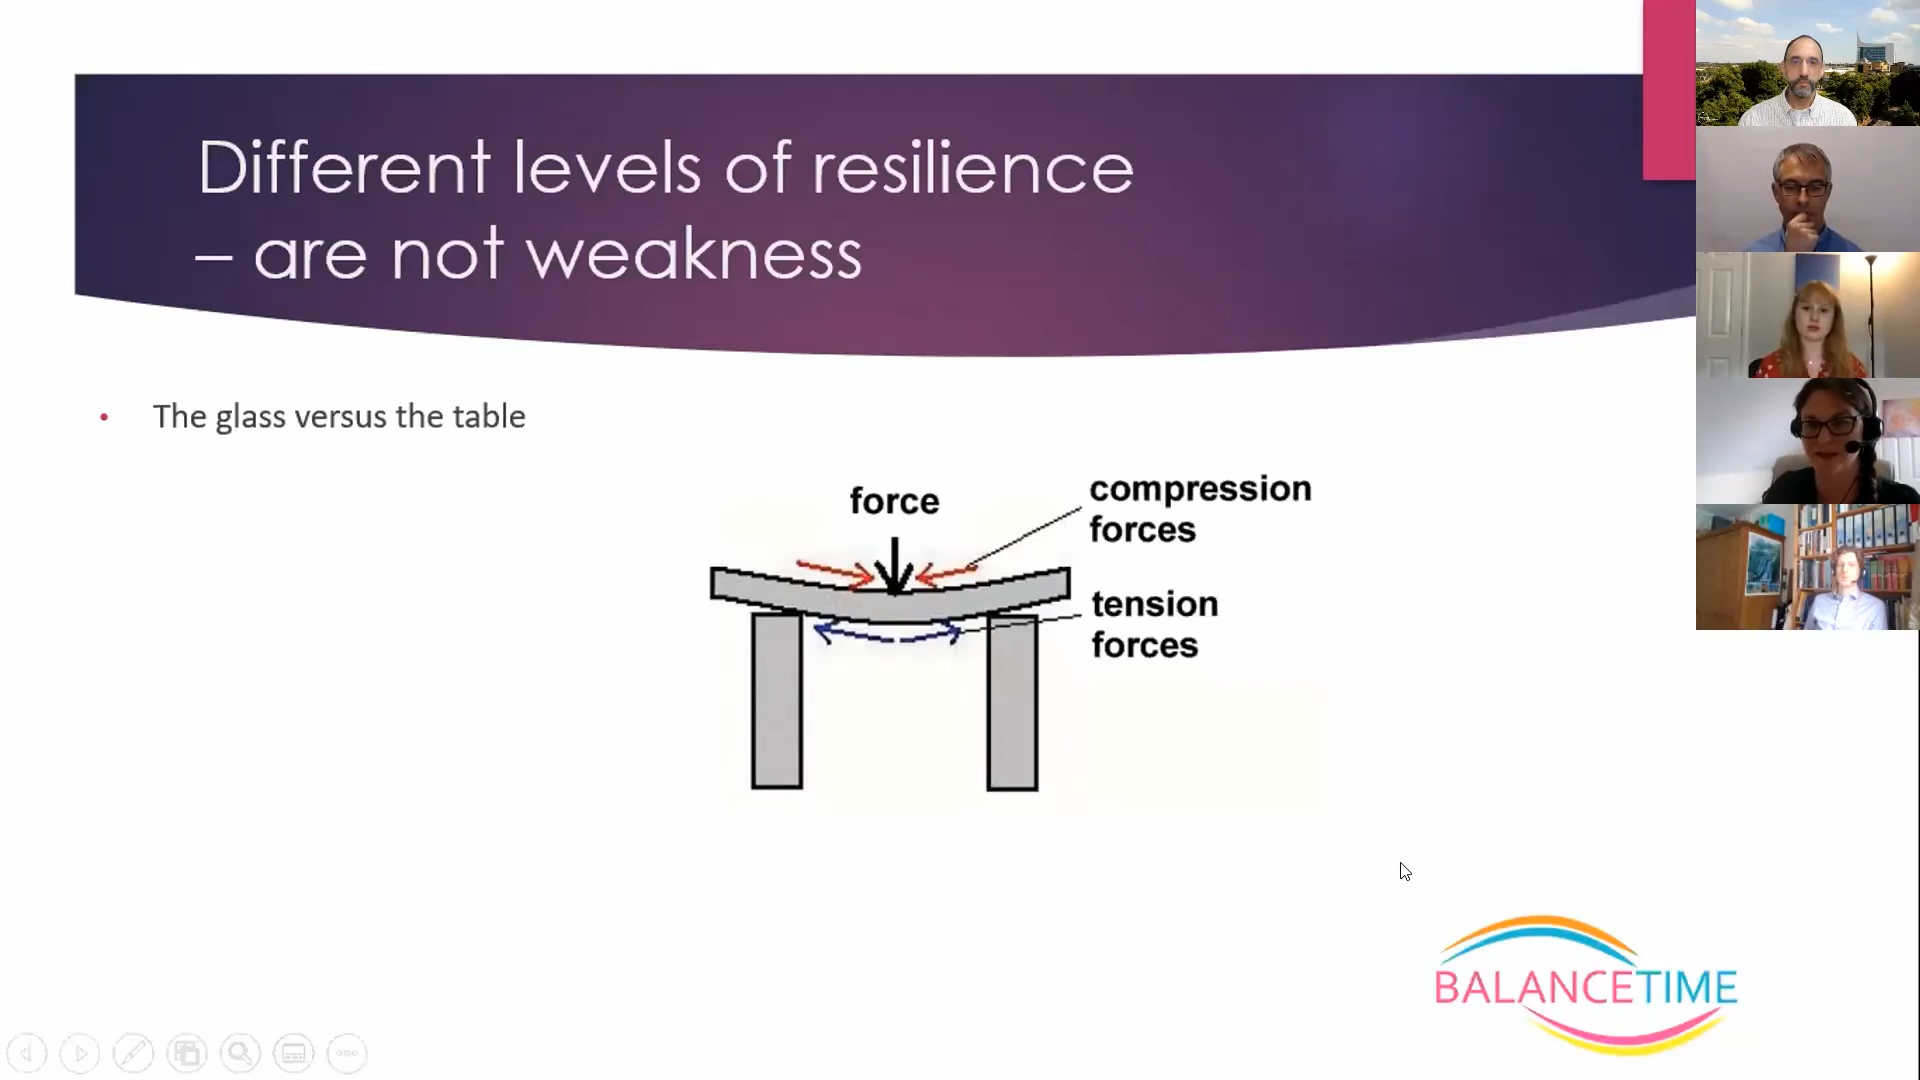 Different levels of resilience
– are not weakness
• The glass versus the table
force
compression
forces
tension
forces
BALANCETIME